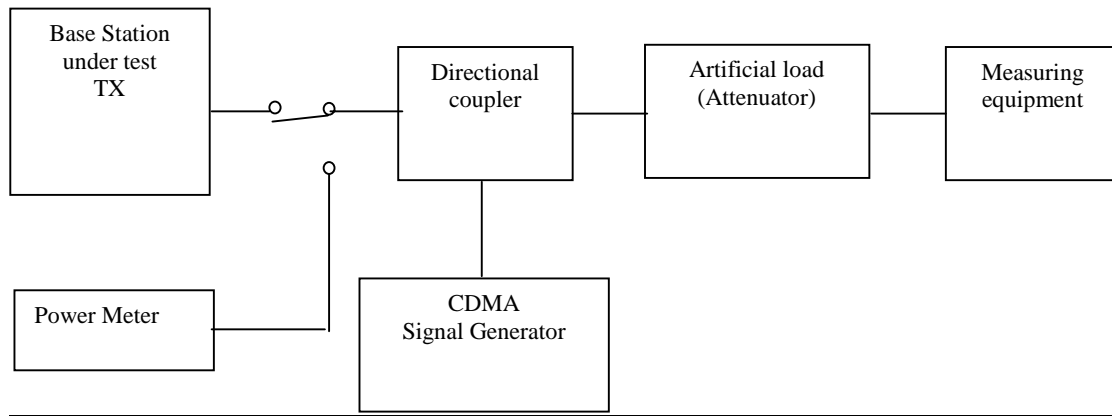 Base Station
under test
TX
Directional
coupler
Artificial load
(Attenuator)
Measuring
equipment
Power Meter
CDMA
Signal Generator